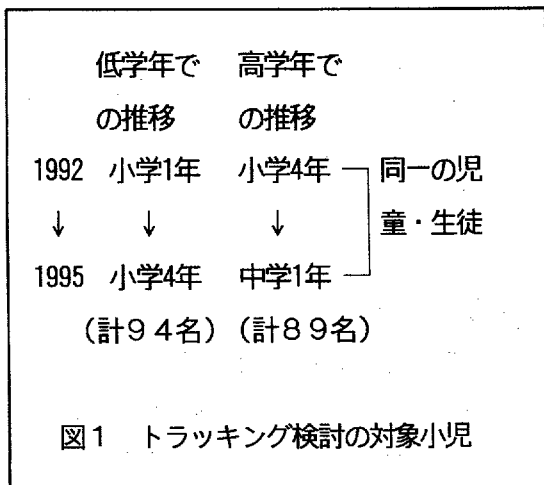 低学年で 高学年で
の推移 の推移
1992 小学1年 小学4年 同一の児
↓ ↓ ↓ 童・生徒
1995 小学4年 中学1年
(計94名) (計89名)
図1 トラッキング検討の対象小児